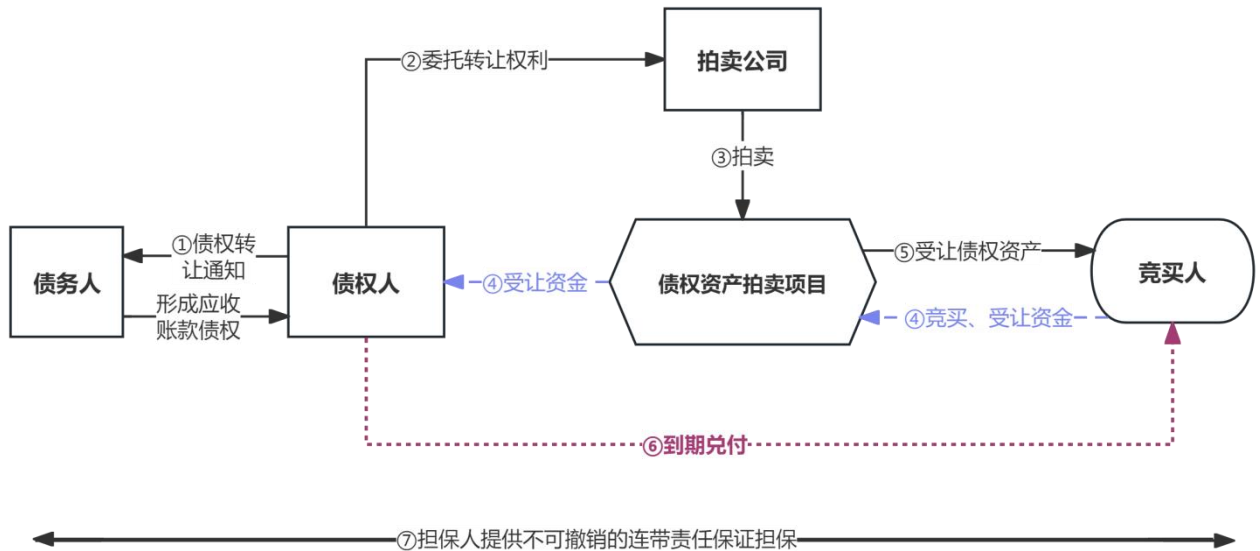 ②委托转让权利
拍卖公司
③拍卖
债务人
①债权转
让通知
形成应收
账款债权
债权人
④受让资金
债权资产拍卖项目
⑤受让债权资产
④竞买、受让资金
竞买人
⑥到期兑付
⑦担保人提供不可撤销的连带责任保证担保